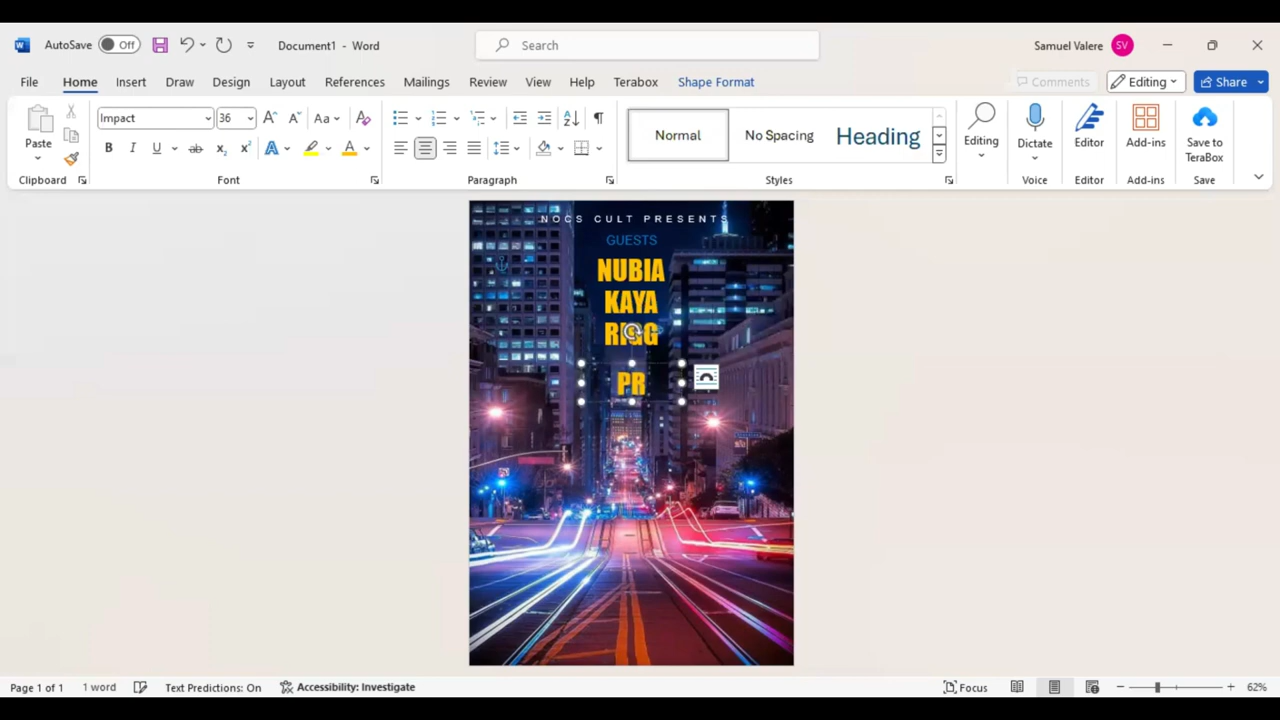 AutoSave Off Document1 - Word Search Samuel Valere SV
File Home Insert Draw Design Layout References Mailings Review View Help Terabox Shape Format Comments Editing Share
Paste Impact 36 Normal No Spacing Heading Editing Dictate Editor Add-ins Save to TeraBox
Clipboard Font Paragraph Styles Voice Editor Add-ins Save
NOCS CULT PRESENTS
GUESTS
NUBIA
KAYA
RIGG
PR
Page 1 of 1 1 word Text Predictions: On Accessibility: Investigate Focus 62%